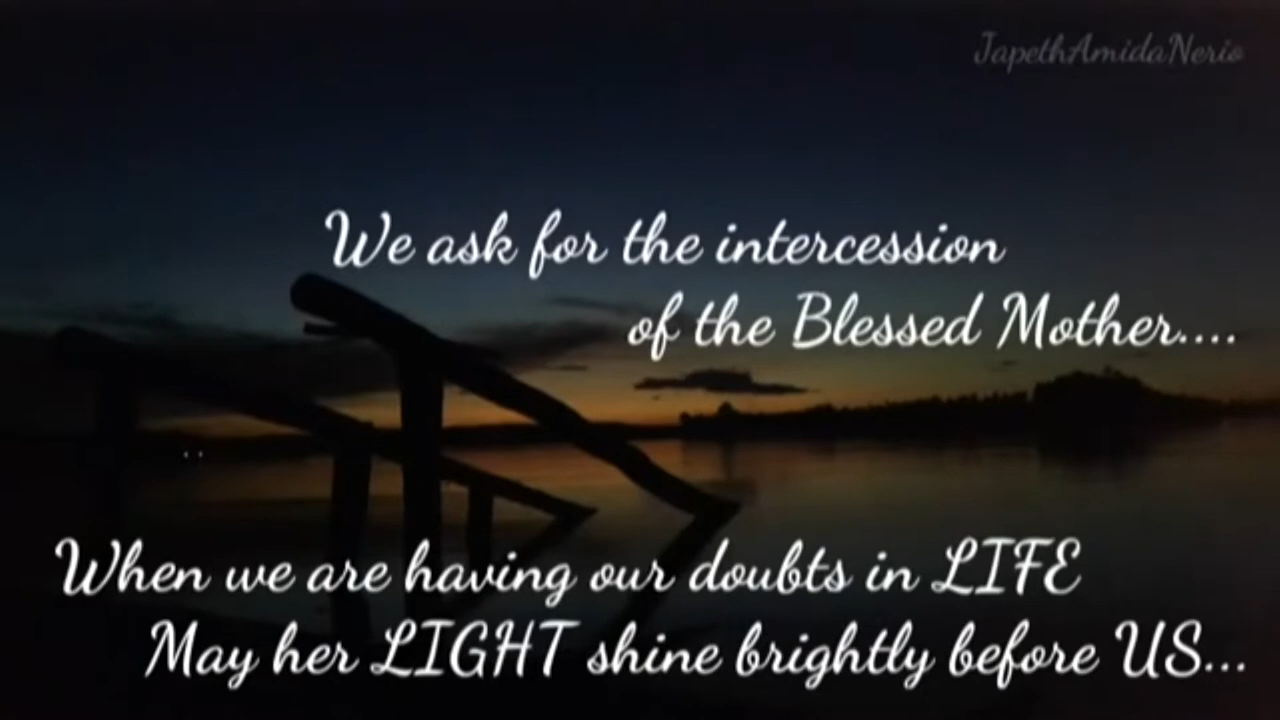 JapethAmidaNerio
We ask for the intercession
of the Blessed Mother....
When we are having our doubts in LIFE
May her LIGHT shine brightly before US...